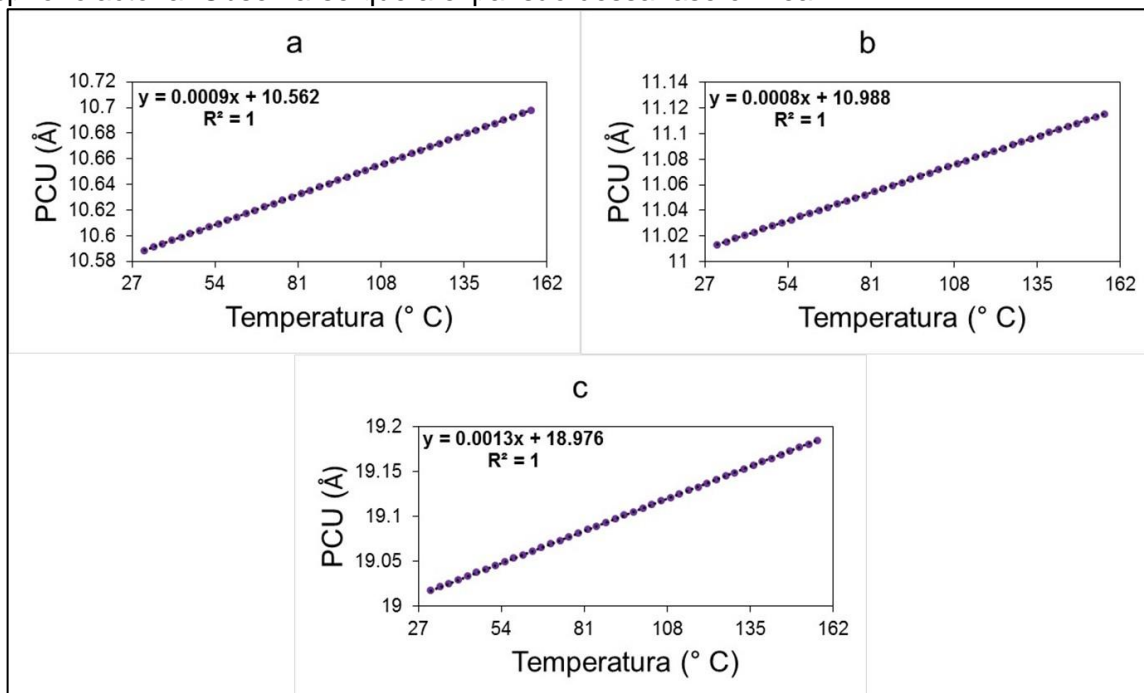 a
10.72
10.7
10.68
10.66
10.64
10.62
10.6
10.58
y = 0.0009x + 10.562
R² = 1
PCU (Å)
27 54 81 108 135 162
Temperatura (° C)
b
11.14
11.12
11.1
11.08
11.06
11.04
11.02
11
y = 0.0008x + 10.988
R² = 1
PCU (Å)
27 54 81 108 135 162
Temperatura (° C)
c
19.2
19.15
19.1
19.05
19
y = 0.0013x + 18.976
R² = 1
PCU (Å)
27 54 81 108 135 162
Temperatura (° C)